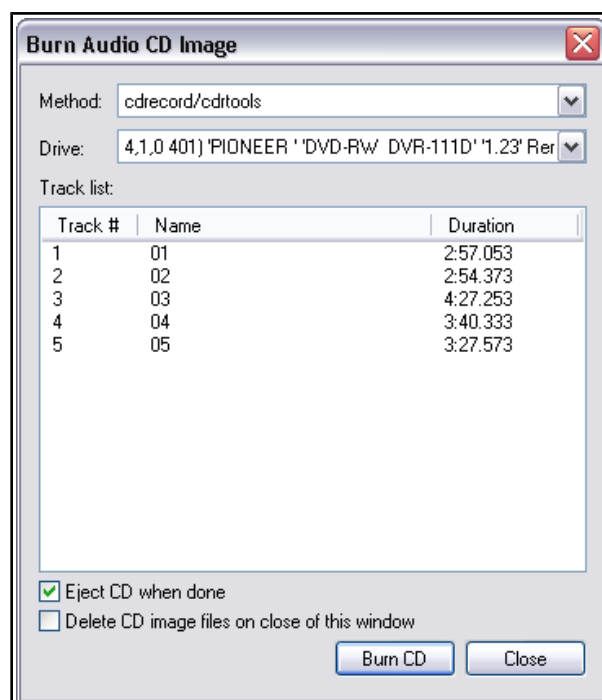 Burn Audio CD Image
Method: cdrecord/cdrtools
Drive: 4,1,0 401) 'PIONEER ' 'DVD-RW  DVR-111D' '1.23' Rer
Track list:
Track # Name Duration
1 01 2:57.053
2 02 2:54.373
3 03 4:27.253
4 04 3:40.333
5 05 3:27.573
Eject CD when done
Delete CD image files on close of this window
Burn CD Close